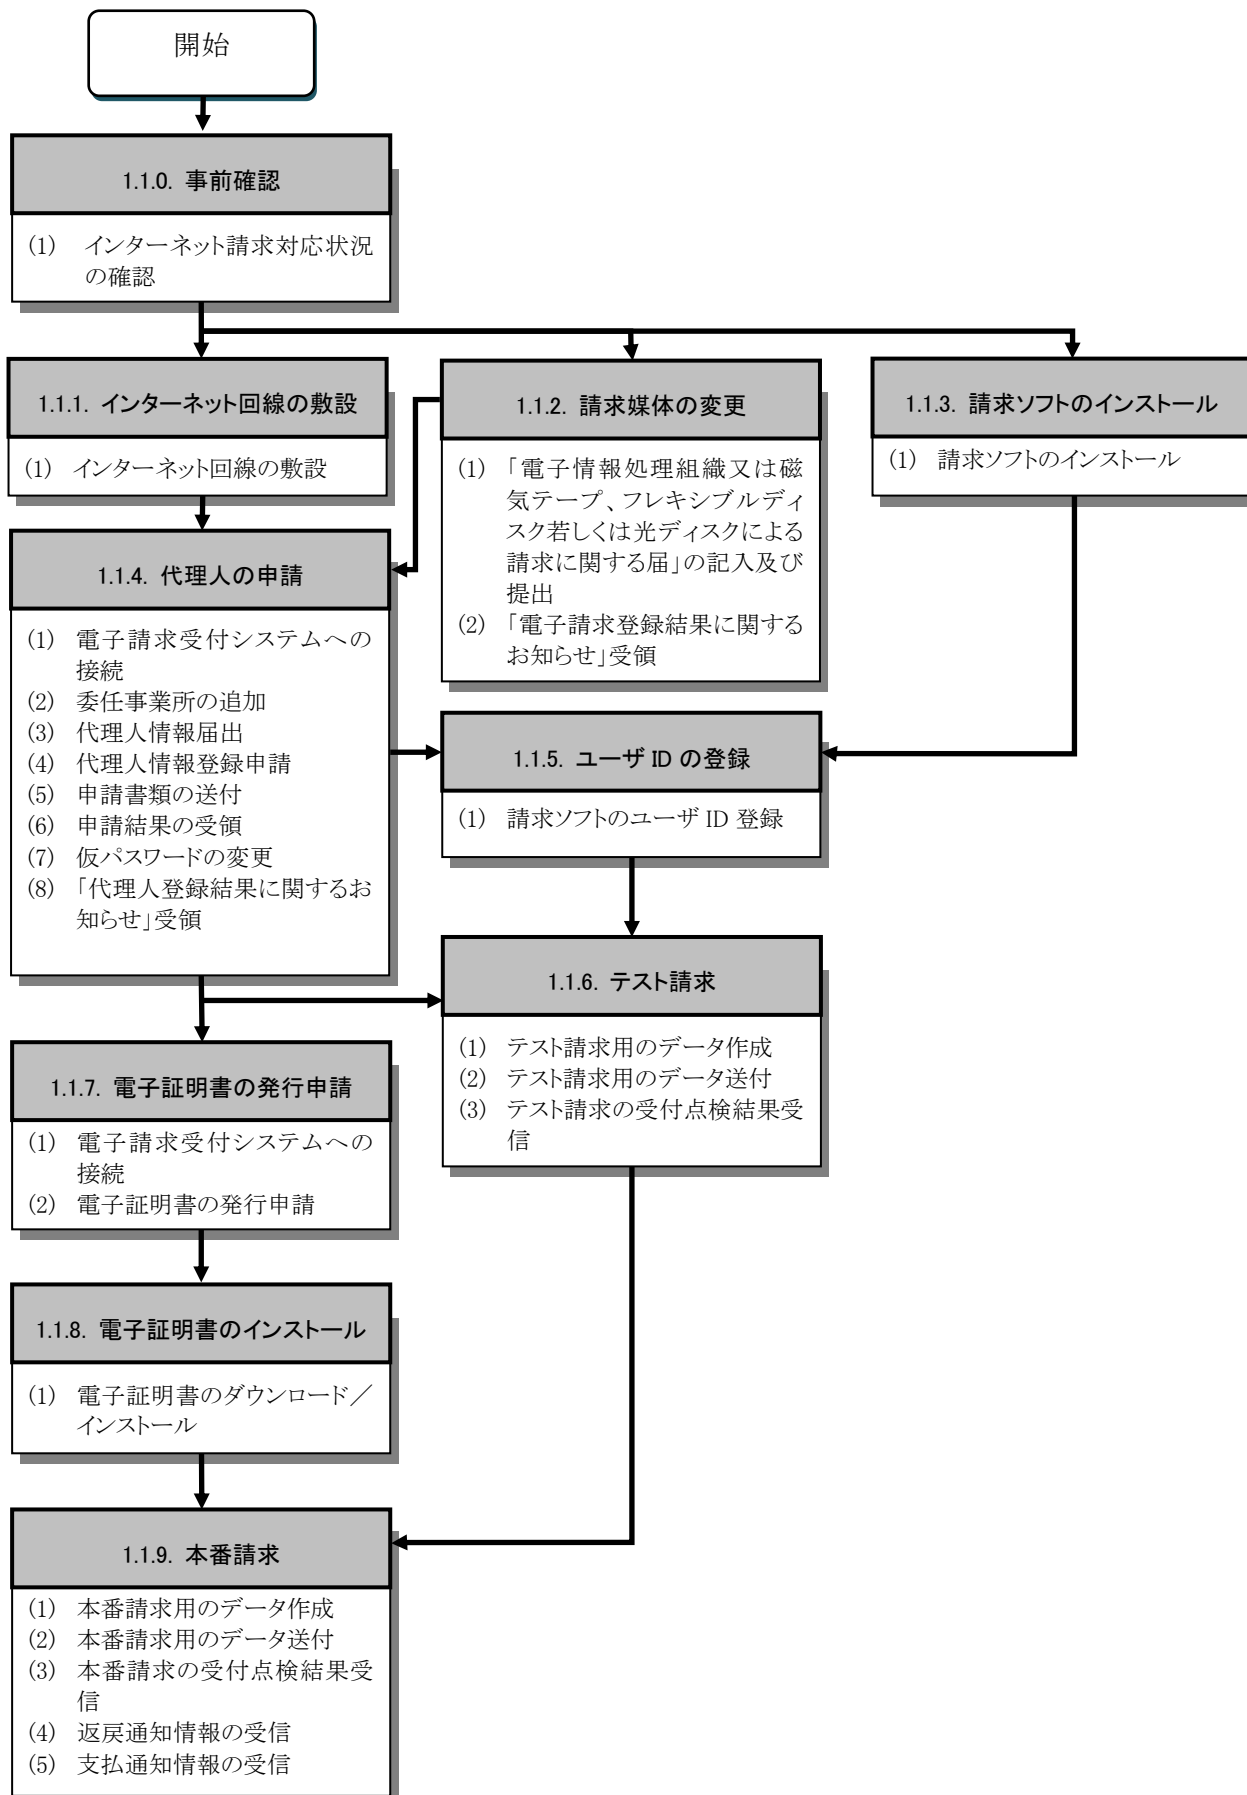 開始
1.1.0. 事前確認
(1) インターネット請求対応状況
の確認
1.1.1. インターネット回線の敷設
(1) インターネット回線の敷設
1.1.2. 請求媒体の変更
(1) 「電子情報処理組織又は磁
気テープ、フレキシブルディ
スク若しくは光ディスクによる
請求に関する届」の記入及び
提出
(2) 「電子請求登録結果に関する
お知らせ」受領
1.1.3. 請求ソフトのインストール
(1) 請求ソフトのインストール
1.1.4. 代理人の申請
(1) 電子請求受付システムへの
接続
(2) 委任事業所の追加
(3) 代理人情報届出
(4) 代理人情報登録申請
(5) 申請書類の送付
(6) 申請結果の受領
(7) 仮パスワードの変更
(8) 「代理人登録結果に関するお
知らせ」受領
1.1.5. ユーザ ID の登録
(1) 請求ソフトのユーザ ID 登録
1.1.6. テスト請求
(1) テスト請求用のデータ作成
(2) テスト請求用のデータ送付
(3) テスト請求の受付点検結果受
信
1.1.7. 電子証明書の発行申請
(1) 電子請求受付システムへの
接続
(2) 電子証明書の発行申請
1.1.8. 電子証明書のインストール
(1) 電子証明書のダウンロード／
インストール
1.1.9. 本番請求
(1) 本番請求用のデータ作成
(2) 本番請求用のデータ送付
(3) 本番請求の受付点検結果受
信
(4) 返戻通知情報の受信
(5) 支払通知情報の受信